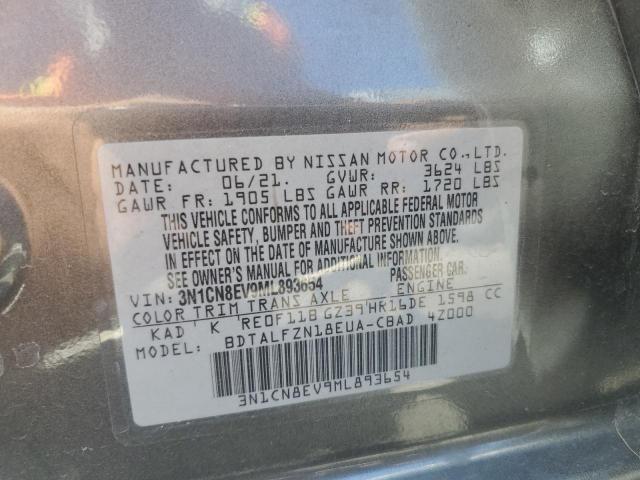 MANUFACTURED BY NISSAN MOTOR CO.,LTD.
DATE: 06/21. GVWR: 3624 LBS
GAWR FR: 1905 LBS GAWR RR: 1720 LBS
THIS VEHICLE CONFORMS TO ALL APPLICABLE FEDERAL MOTOR
VEHICLE SAFETY, BUMPER AND THEFT PREVENTION STANDARDS
IN EFFECT ON THE DATE OF MANUFACTURE SHOWN ABOVE.
SEE OWNER'S MANUAL FOR ADDITIONAL INFORMATION.
VIN: 3N1CN8EV9ML893654 PASSENGER CAR.
COLOR TRIM TRANS AXLE ENGINE
KAD K RE0F11B GZ39 HR16DE 1598 CC
MODEL: BDTALFZN18EUA-CBAD 4Z000
3N1CN8EV9ML893654